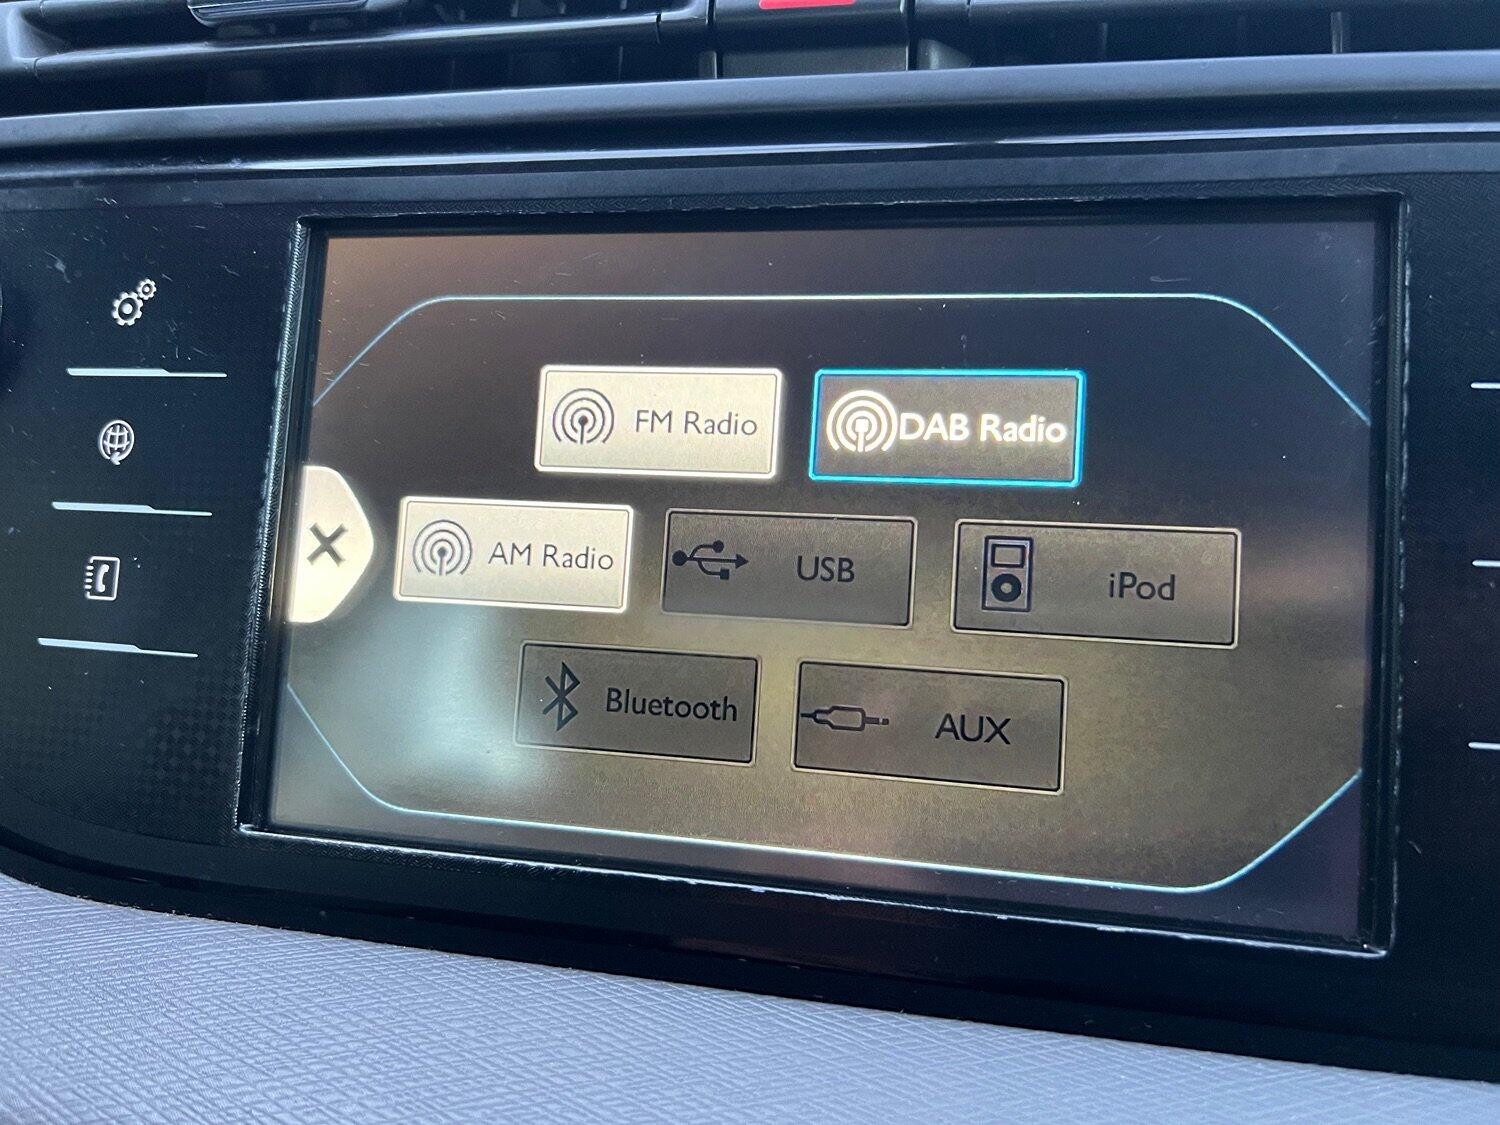 FM Radio
DAB Radio
AM Radio
USB
iPod
Bluetooth
AUX